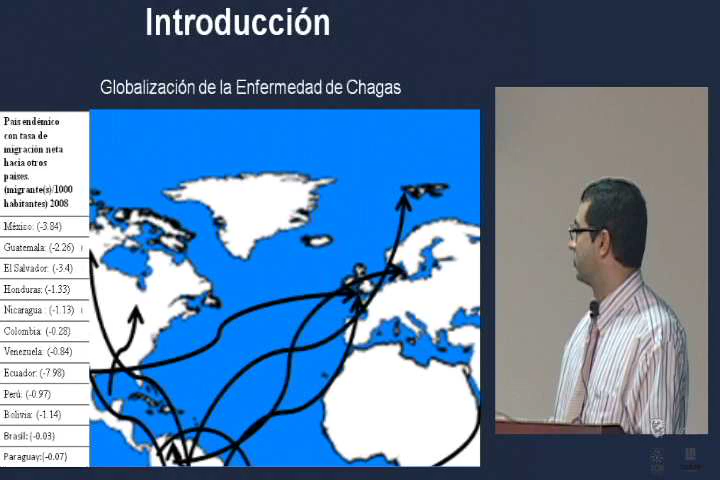 Introducción
Globalización de la Enfermedad de Chagas
País endémico
con tasa de
migración neta
hacia otros
países.
(migrante(s)/1000
habitantes) 2008
México: (-3.84)
Guatemala: (-2.26)
El Salvador: (-3.4)
Honduras: (-1.33)
Nicaragua : (-1.13)
Colombia: (-0.28)
Venezuela: (-0.84)
Ecuador: (-7.98)
Perú: (-0.97)
Bolivia: (-1.14)
Brasil: (-0.03)
Paraguay:(-0.07)